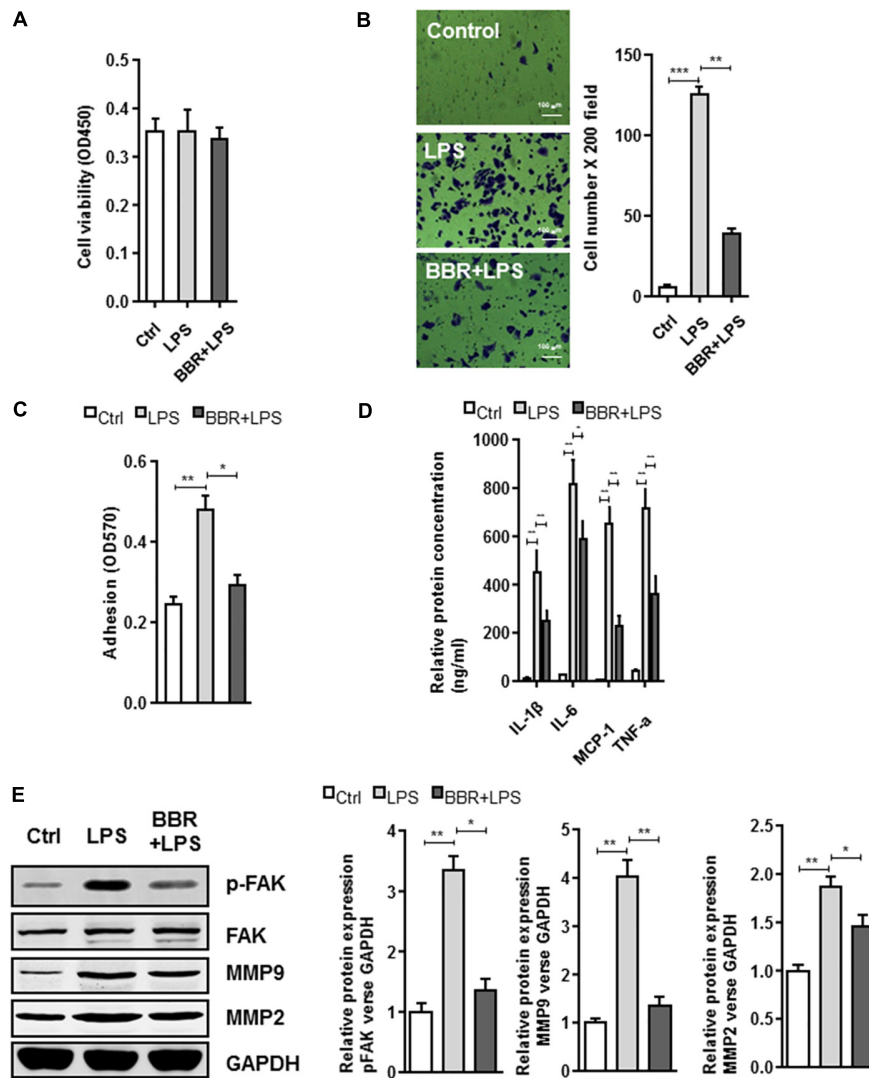 A
Cell viability (OD450)
0.5
0.4
0.3
0.2
0.1
0.0
Ctrl
LPS
BBR+LPS
B
Control
100 μm
LPS
100 μm
BBR+LPS
100 μm
Cell number X 200 field
150
100
50
0
***
**
Ctrl
LPS
BBR+LPS
C
Ctrl LPS BBR+LPS
Adhesion (OD570)
0.6
0.4
0.2
0.0
**
*
D
Ctrl LPS BBR+LPS
Relative protein concentration
(ng/ml)
1000
800
600
400
200
0
IL-1β
IL-6
MCP-1
TNF-a
E
Ctrl LPS BBR
+LPS
p-FAK
FAK
MMP9
MMP2
GAPDH
Ctrl LPS BBR+LPS
Relative protein expression
pFAK verse GAPDH
4
3
2
1
0
**
*
Relative protein expression
MMP9 verse GAPDH
5
4
3
2
1
0
**
**
Relative protein expression
MMP2 verse GAPDH
2.5
2.0
1.5
1.0
0.5
0.0
**
*